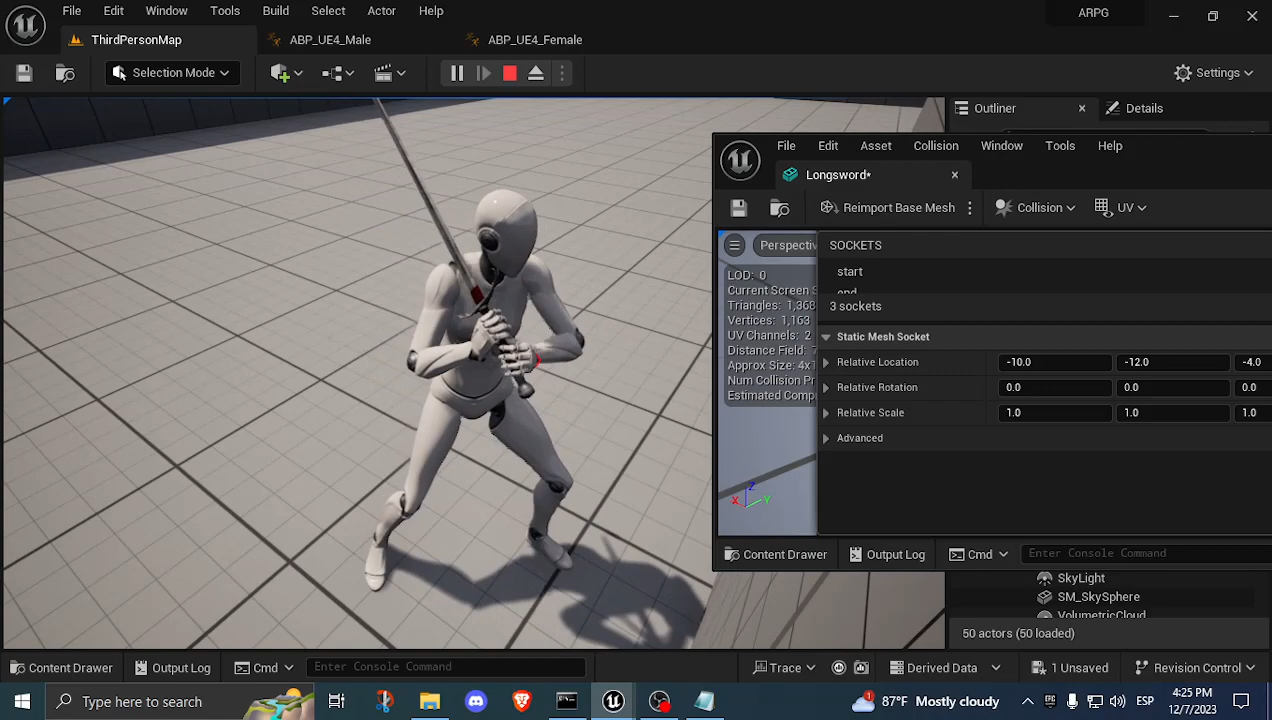 File Edit Window Tools Build Select Actor Help
ARPG
ThirdPersonMap ABP_UE4_Male ABP_UE4_Female
Selection Mode
Settings
Outliner Details
File Edit Asset Collision Window Tools Help
Longsword*
Reimport Base Mesh Collision UV
Perspectiv
SOCKETS
LOD: 0
start
Current Screen S
end
Triangles: 1,368
3 sockets
Vertices: 1,163
UV Channels: 2
Static Mesh Socket
Distance Field: 7
Approx Size: 4x1
Relative Location -10.0 -12.0 -4.0
Num Collision Pr
Relative Rotation 0.0 0.0 0.0
Estimated Compr
Relative Scale 1.0 1.0 1.0
Advanced
Z
X Y
Content Drawer Output Log Cmd Enter Console Command
SkyLight
SM_SkySphere
VolumetricCloud
50 actors (50 loaded)
Content Drawer Output Log Cmd Enter Console Command
Trace Derived Data 1 Unsaved Revision Control
Type here to search
1
87°F Mostly cloudly
ESP
4:25 PM
12/7/2023